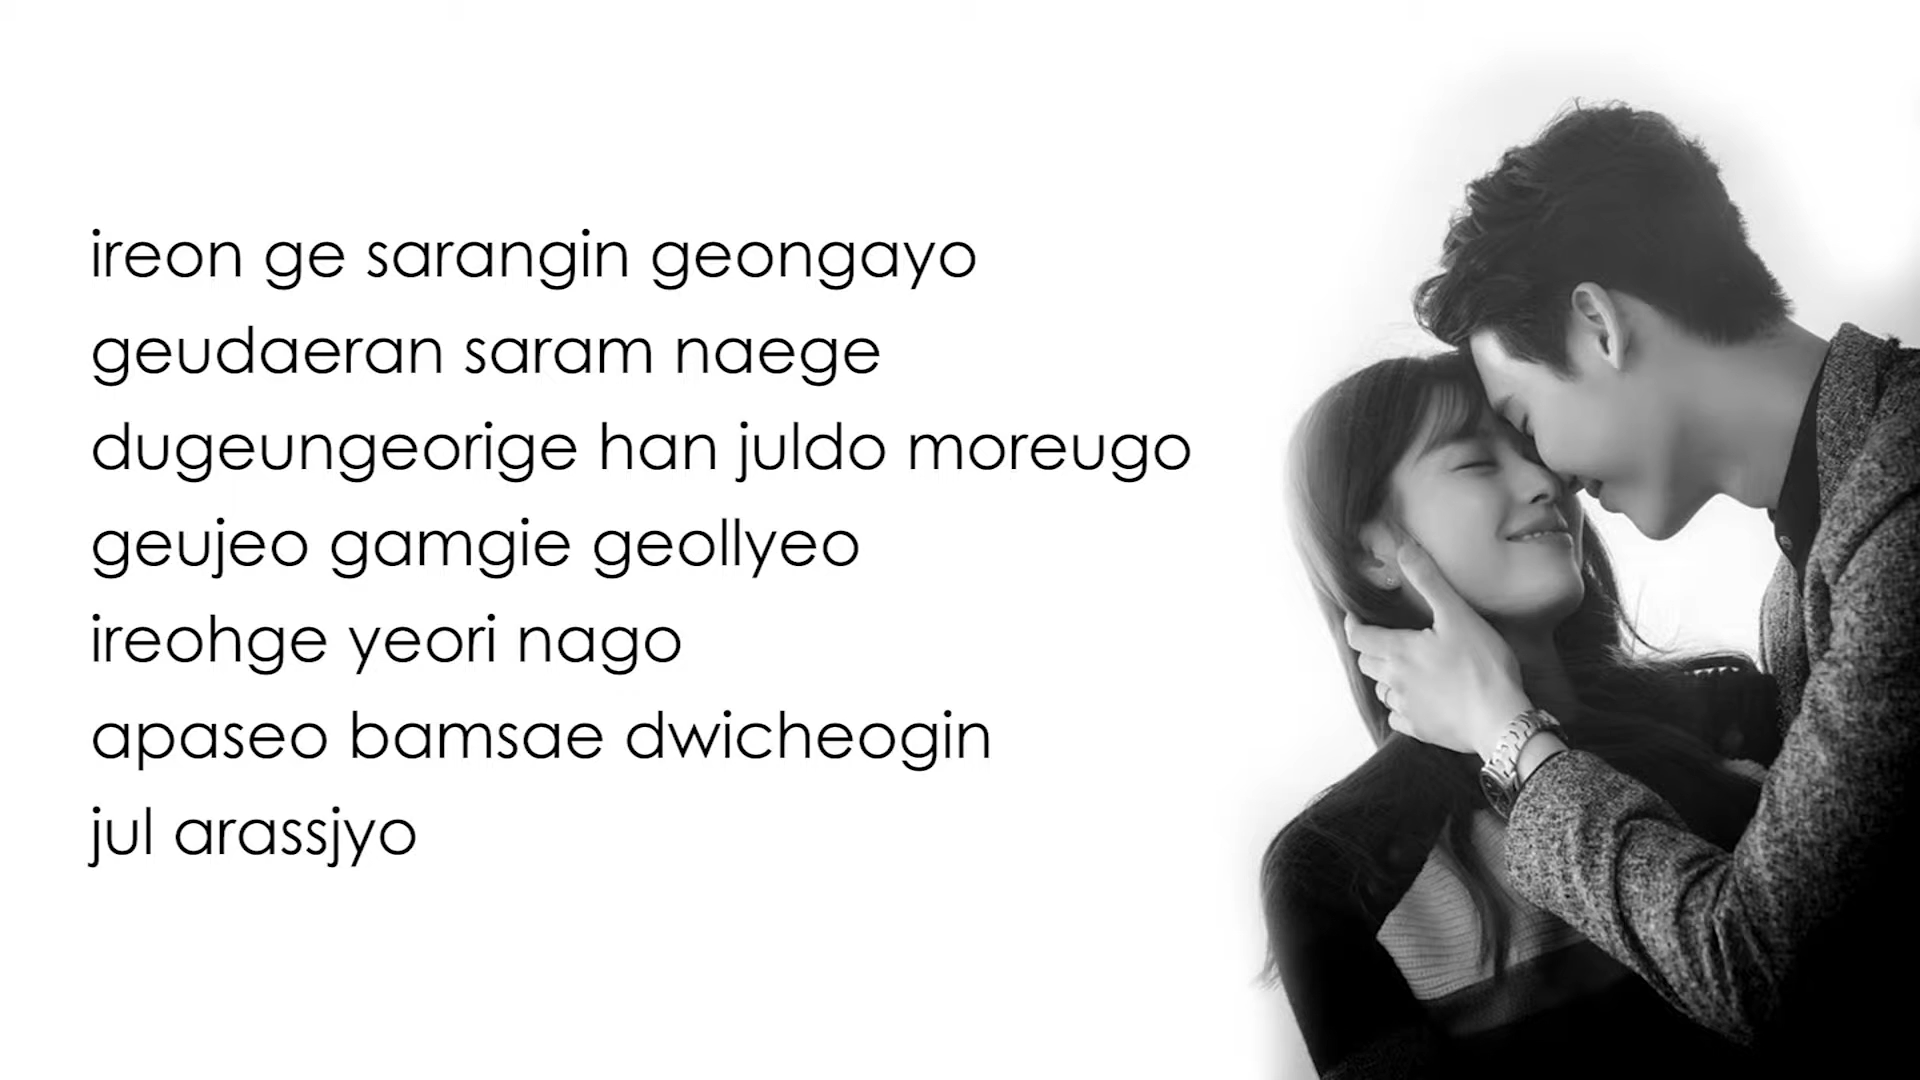 ireon ge sarangin geongayo
geudaeran saram naege
dugeungeorige han juldo moreugo
geujeo gamgie geollyeo
ireohge yeori nago
apaseo bamsae dwicheogin
jul arassjyo